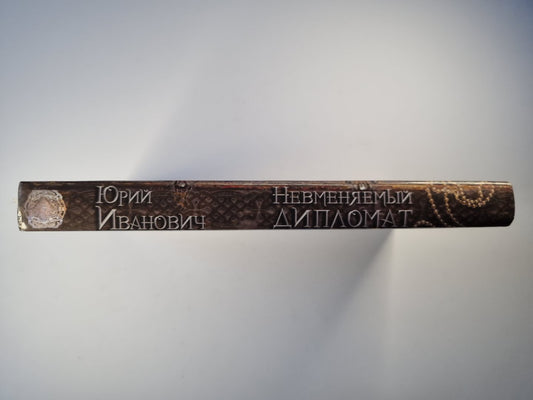 Юрий
Иванович
Невменяемый
ДИПЛОМАТ